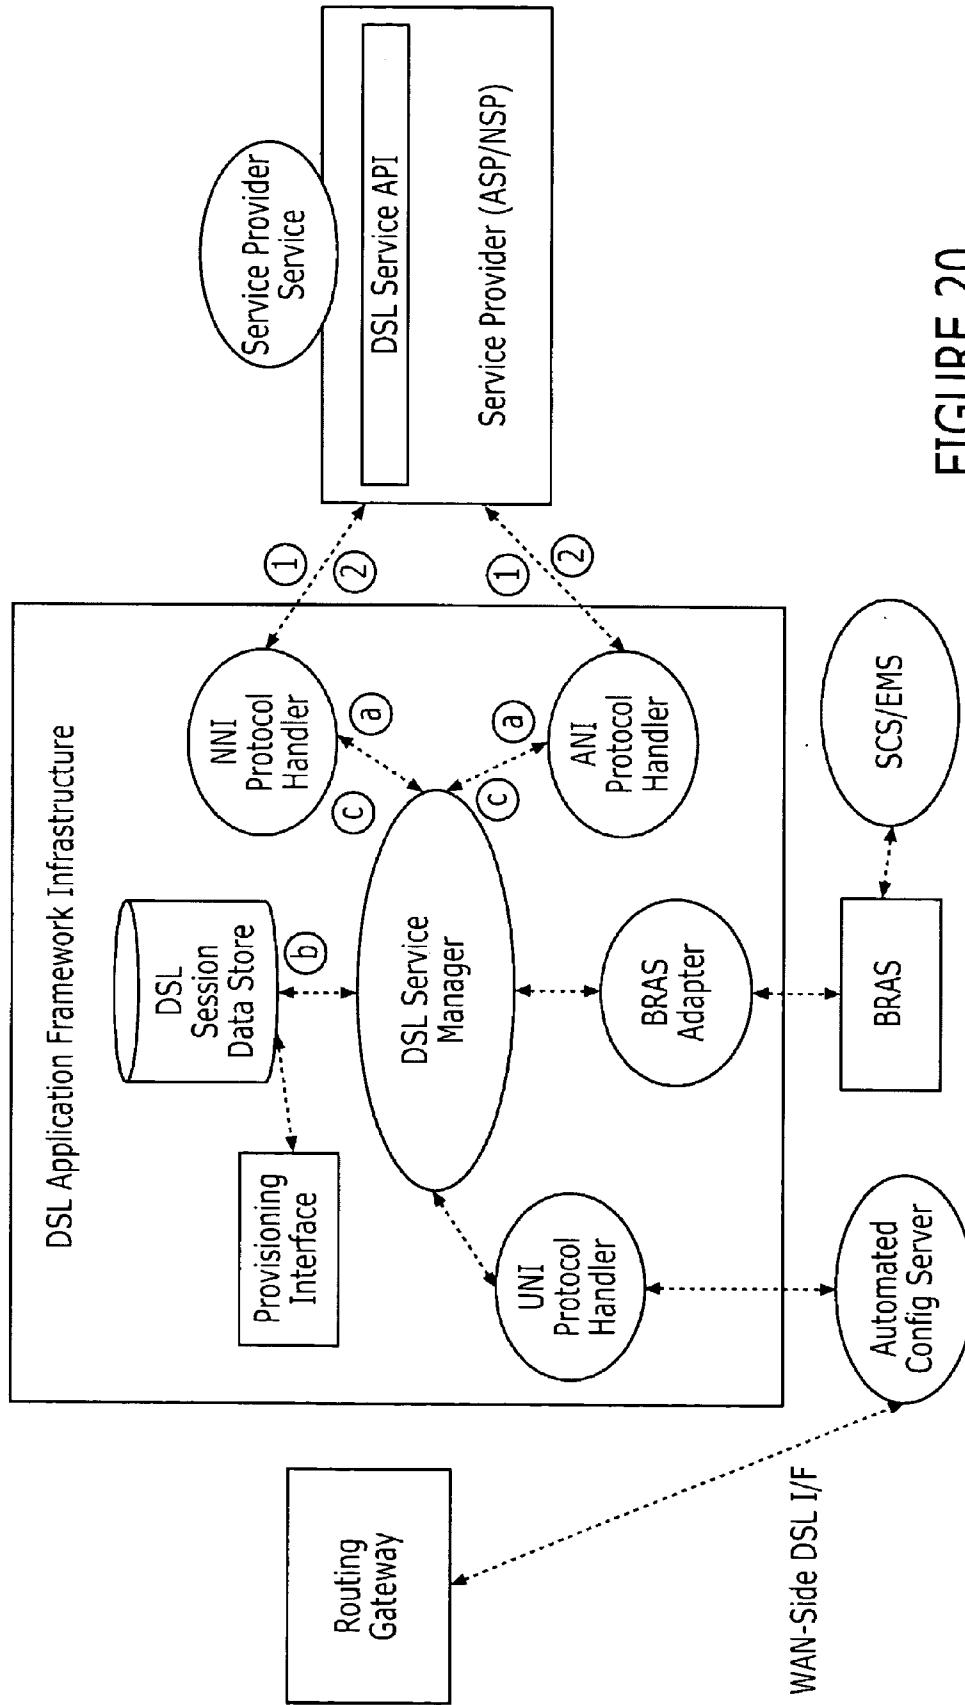 DSL Application Framework Infrastructure
Routing
Gateway
WAN-Side DSL I/F
Provisioning
Interface
DSL
Session
Data Store
b
NNI
Protocol
Handler
a
c
DSL Service
Manager
UNI
Protocol
Handler
BRAS
Adapter
c
a
ANI
Protocol
Handler
1
2
1
2
Service Provider
Service
DSL Service API
Service Provider (ASP/NSP)
Automated
Config Server
BRAS
SCS/EMS
FIGURE 20